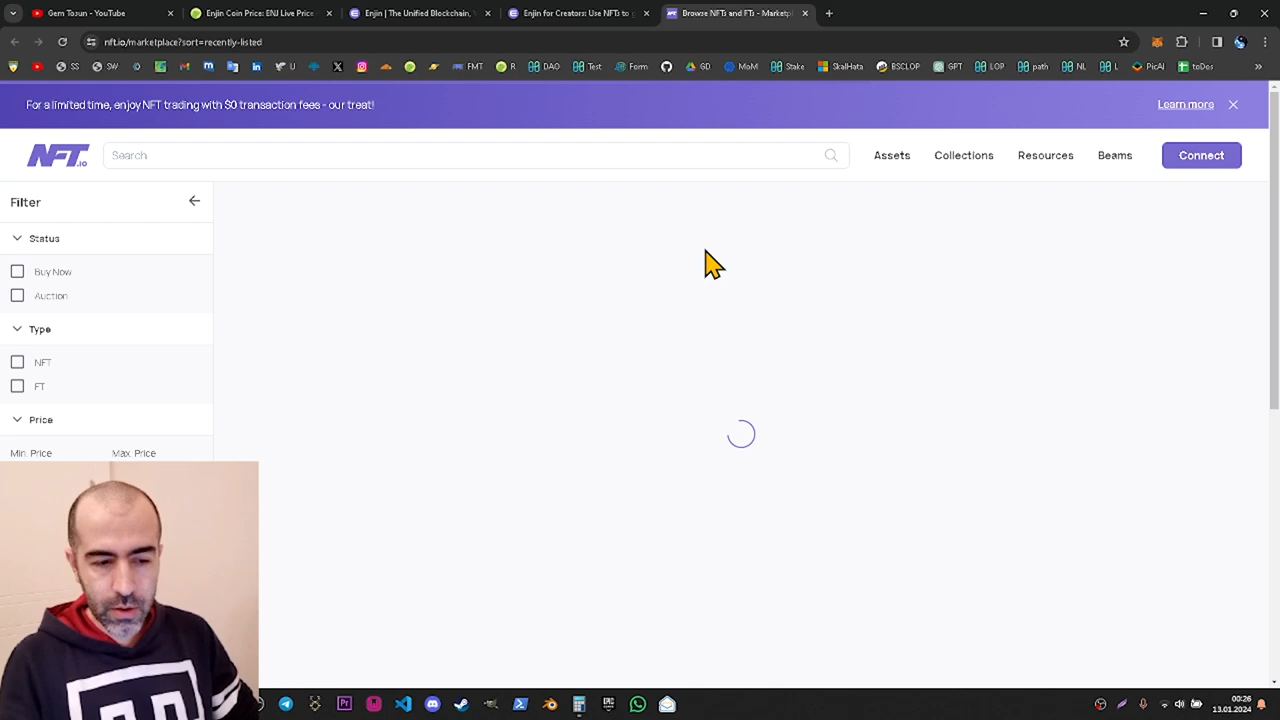 Gem Tosun - YouTube
Enjin Coin Price: ENJ Live Price
Enjin | The Unified Blockchain,
Enjin for Creators: Use NFTs to g
Browse NFTs and FTs - Marketpl
nft.io/marketplace?sort=recently-listed
SS
SW
U
FMT
R
DAO
Test
Form
GD
MoM
Stake
SkalHata
BSCLOP
GPT
LOP
path
NL
L
PicAI
toDos
For a limited time, enjoy NFT trading with $0 transaction fees - our treat!
Learn more
NFT.io
Search
Assets
Collections
Resources
Beams
Connect
Filter
Status
Buy Now
Auction
Type
NFT
FT
Price
Min. Price
Max. Price
00:26
13.01.2024